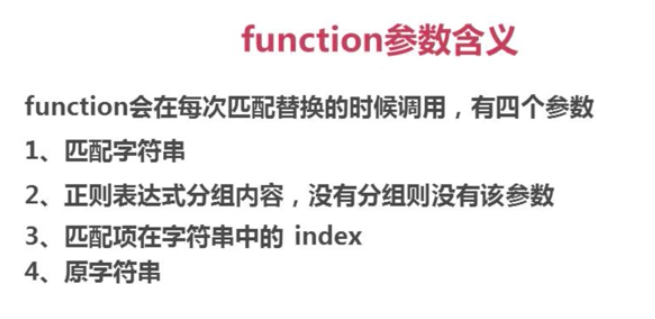 function参数含义
function会在每次匹配替换的时候调用，有四个参数
1、匹配字符串
2、正则表达式分组内容，没有分组则没有该参数
3、匹配项在字符串中的 index
4、原字符串